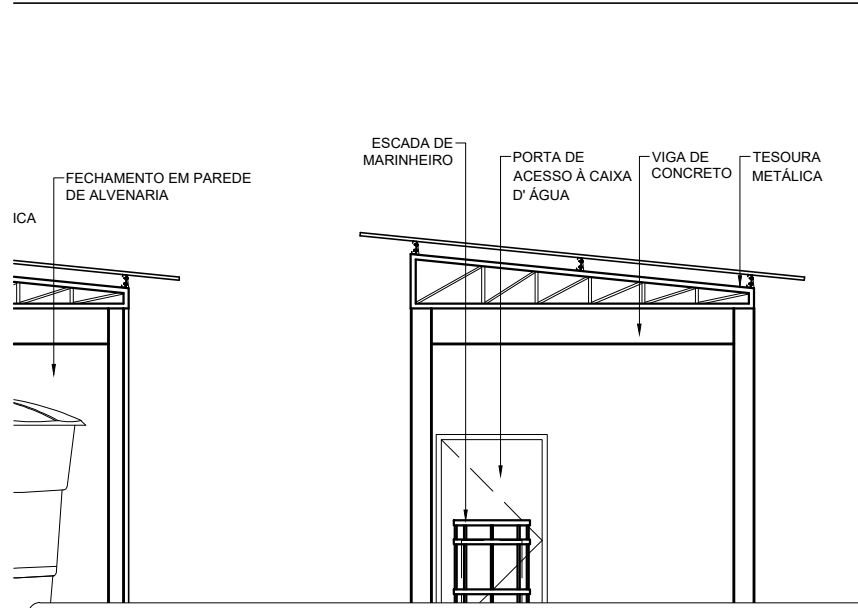 ESCADA DE
MARINHEIRO
PORTA DE
ACESSO À CAIXA
D' ÁGUA
VIGA DE
CONCRETO
TESOURA
METÁLICA
FECHAMENTO EM PAREDE
DE ALVENARIA
ICA